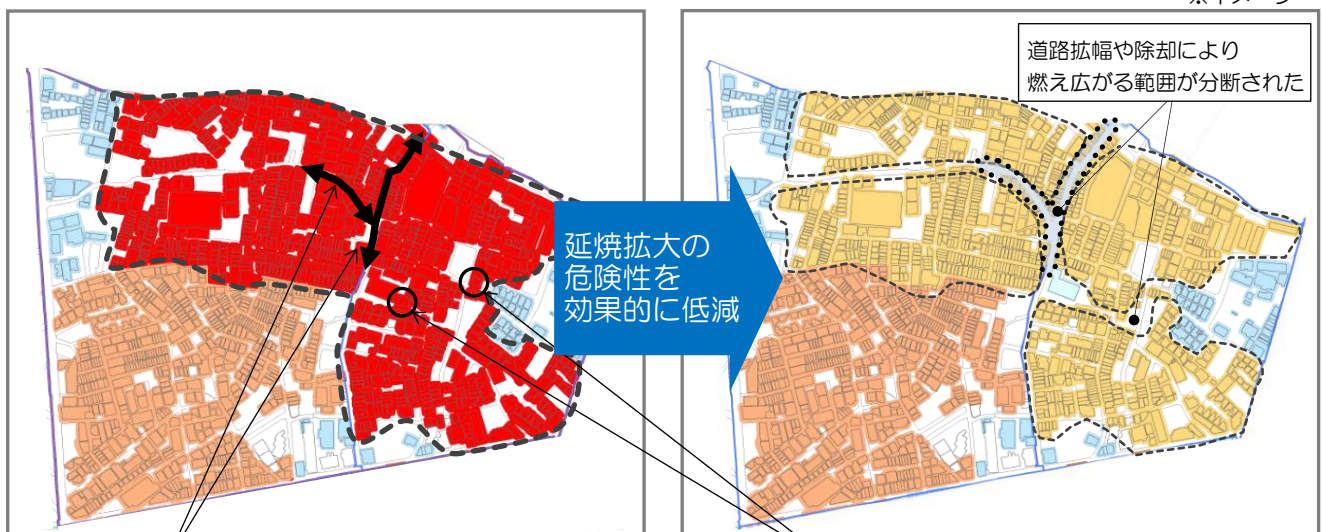 道路拡幅や除却により
燃え広がる範囲が分断された
延焼拡大の
危険性を
効果的に低減